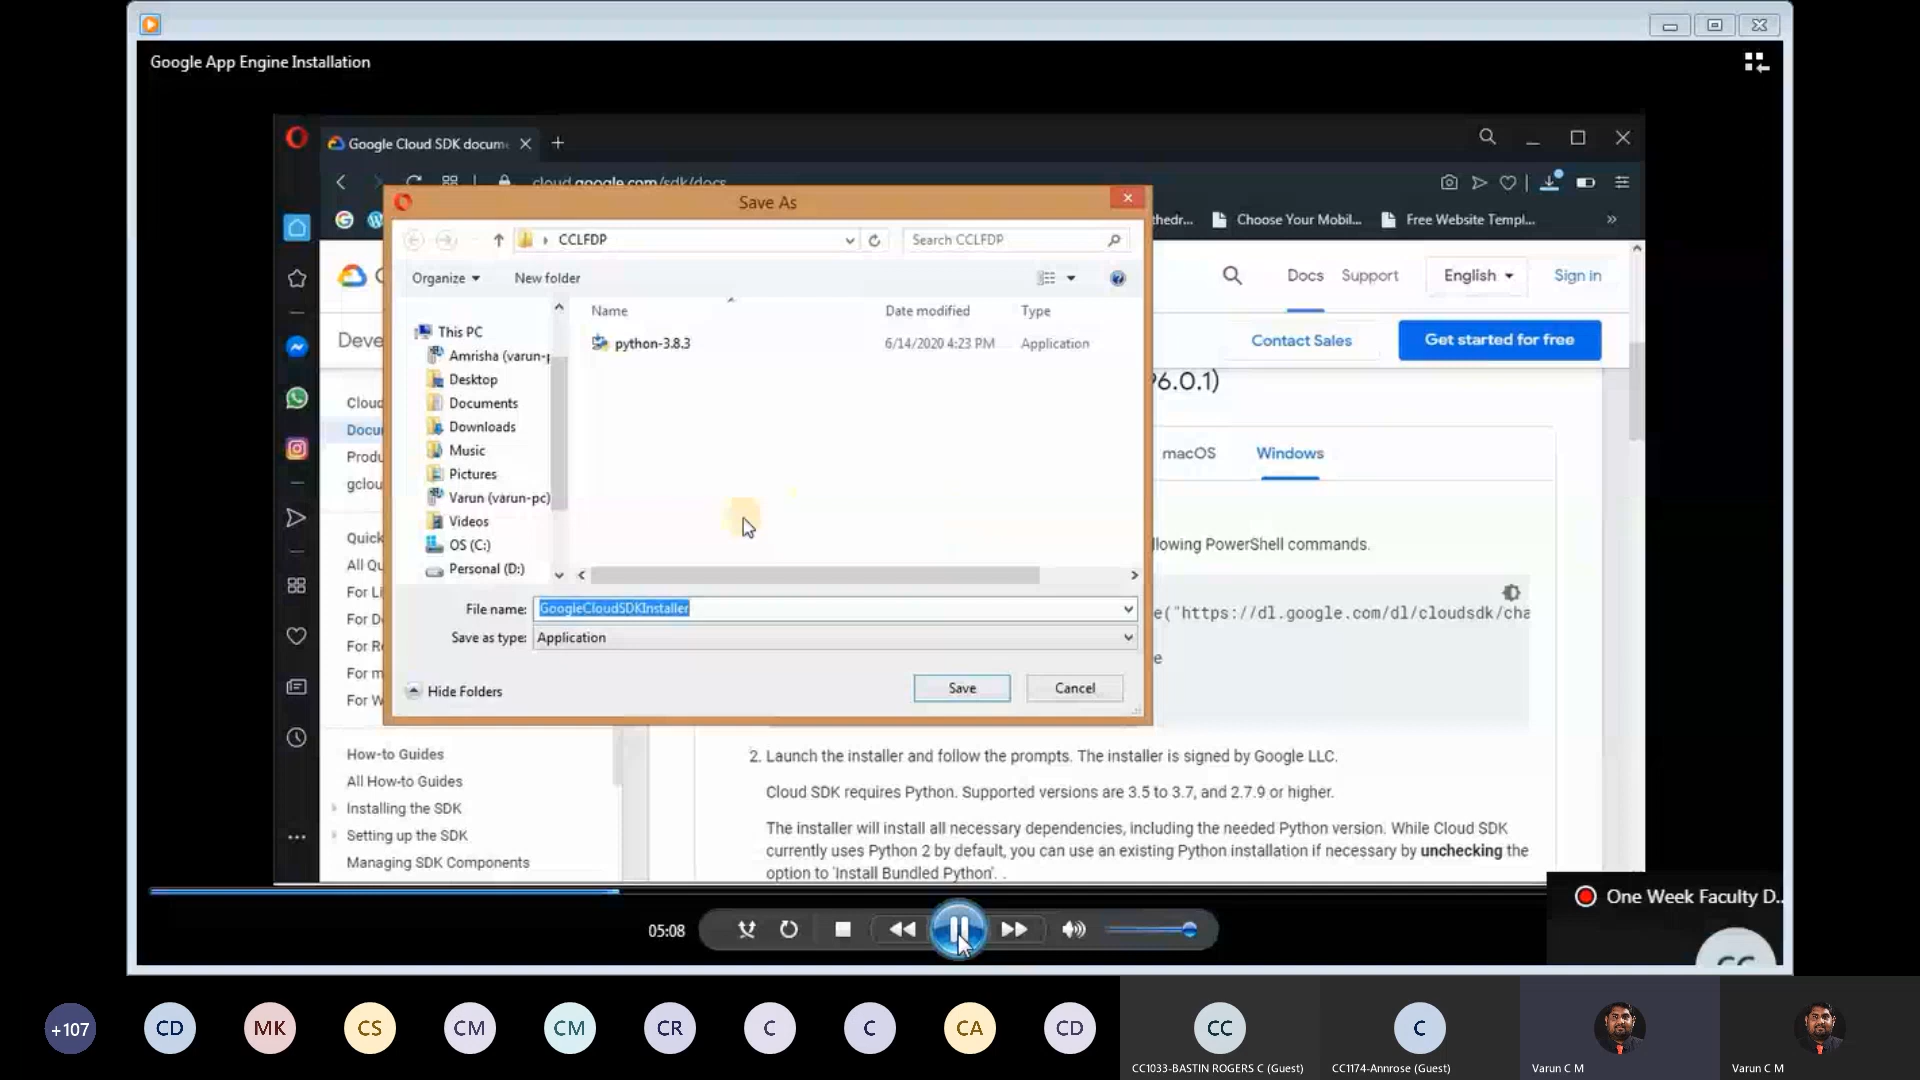 Google App Engine Installation
Google Cloud SDK docum
cloud.google.com/sdk/docs
Save As
CCLFDP
Search CCLFDP
thedr...
Choose Your Mobil...
Free Website Templ...
Organize
New folder
Docs
Support
English
Sign in
Name
Date modified
Type
This PC
python-3.8.3
6/14/2020 4:23 PM
Application
Deve
Contact Sales
Get started for free
Amrisha (varun-p
Desktop
96.0.1)
Documents
Cloud
Downloads
Docu
Music
Produ
macOS
Windows
Pictures
gclou
Varun (varun-pc)
Videos
Quick
OS (C:)
llowing PowerShell commands.
All Qu
Personal (D:)
For Li
File name:
GoogleCloudSDKInstaller
e("https://dl.google.com/dl/cloudsdk/cha
For D
Save as type:
Application
For R
e
For m
Hide Folders
Save
Cancel
For W
How-to Guides
2. Launch the installer and follow the prompts. The installer is signed by Google LLC.
All How-to Guides
Cloud SDK requires Python. Supported versions are 3.5 to 3.7, and 2.7.9 or higher.
Installing the SDK
The installer will install all necessary dependencies, including the needed Python version. While Cloud SDK
Setting up the SDK
currently uses Python 2 by default, you can use an existing Python installation if necessary by unchecking the
Managing SDK Components
option to 'Install Bundled Python'. .
One Week Faculty D...
05:08
CC
+107
CD
MK
CS
CM
CM
CR
C
C
CA
CD
CC
C
CC1033-BASTIN ROGERS C (Guest)
CC1174-Annrose (Guest)
Varun C M
Varun C M